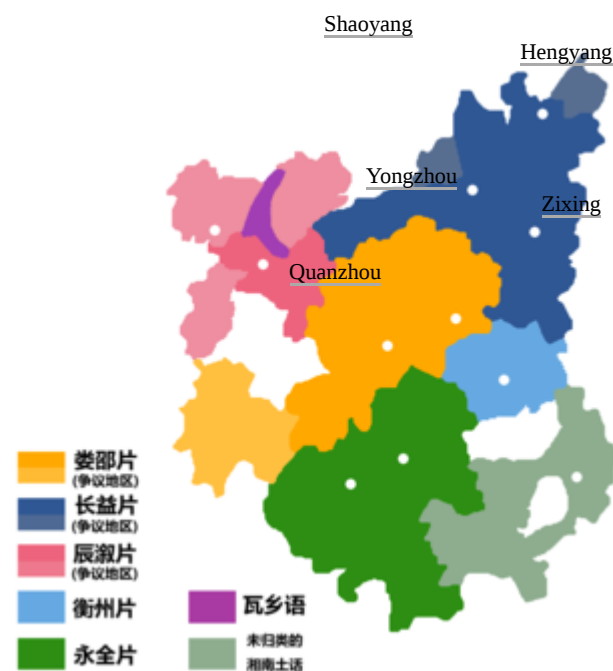 Shaoyang
Hengyang
Yongzhou
Zixing
Quanzhou
娄邵片
(争议地区)
长益片
(争议地区)
辰溆片
(争议地区)
衡州片
瓦乡语
永全片
未归类的
湘南土话